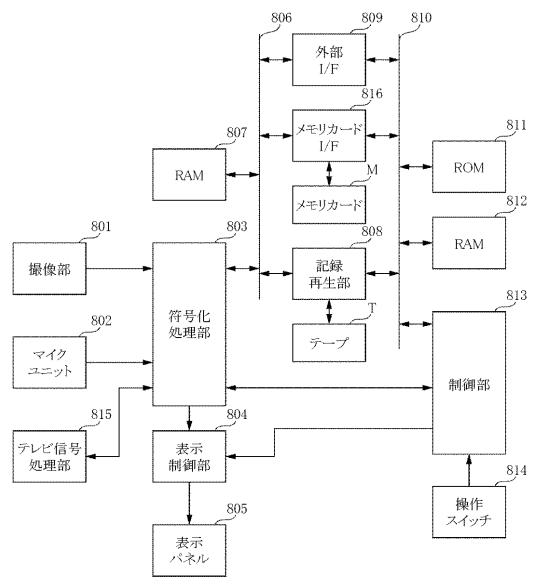 806
809
810
外部
I/F
816
メモリカード
I/F
807
RAM
811
ROM
M
メモリカード
812
RAM
801
撮像部
803
符号化
処理部
808
記録
再生部
813
制御部
802
マイク
ユニット
T
テープ
815
テレビ信号
処理部
804
表示
制御部
814
操作
スイッチ
805
表示
パネル